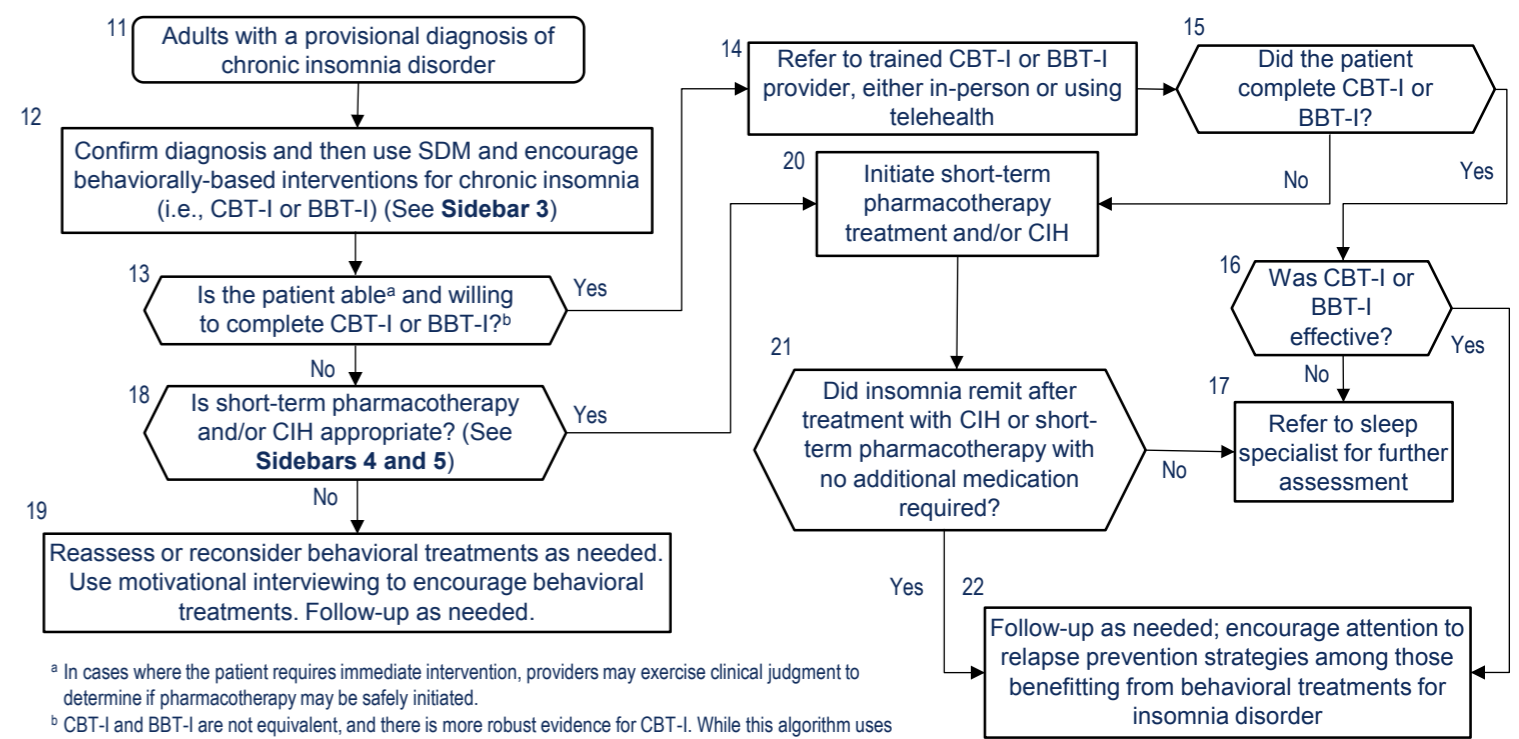 11
Adults with a provisional diagnosis of
chronic insomnia disorder
12
Confirm diagnosis and then use SDM and encourage
behaviorally-based interventions for chronic insomnia
(i.e., CBT-I or BBT-I) (See Sidebar 3)
13
Is the patient ableᵃ and willing
to complete CBT-I or BBT-I?ᵇ
Yes
No
14
Refer to trained CBT-I or BBT-I
provider, either in-person or using
telehealth
15
Did the patient
complete CBT-I or
BBT-I?
No
Yes
16
Was CBT-I or
BBT-I
effective?
Yes
No
17
Refer to sleep
specialist for further
assessment
18
Is short-term pharmacotherapy
and/or CIH appropriate? (See
Sidebars 4 and 5)
Yes
No
19
Reassess or reconsider behavioral treatments as needed.
Use motivational interviewing to encourage behavioral
treatments. Follow-up as needed.
20
Initiate short-term
pharmacotherapy
treatment and/or CIH
21
Did insomnia remit after
treatment with CIH or short-
term pharmacotherapy with
no additional medication
required?
No
Yes
22
Follow-up as needed; encourage attention to
relapse prevention strategies among those
benefitting from behavioral treatments for
insomnia disorder
ᵃ In cases where the patient requires immediate intervention, providers may exercise clinical judgment to
determine if pharmacotherapy may be safely initiated.
ᵇ CBT-I and BBT-I are not equivalent, and there is more robust evidence for CBT-I. While this algorithm uses